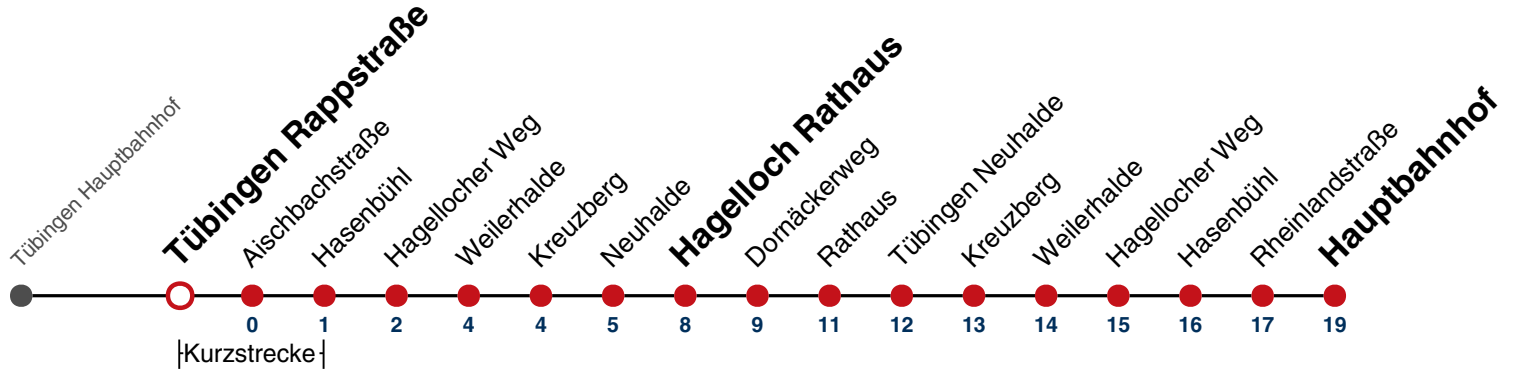 Tübingen Hauptbahnhof
Tübingen Rappstraße
Aischbachstraße
Hasenbühl
Hagellocher Weg
Weilerhalde
Kreuzberg
Neuhalde
Hagelloch Rathaus
Dornäckerweg
Rathaus
Tübingen Neuhalde
Kreuzberg
Weilerhalde
Hagellocher Weg
Hasenbühl
Rheinlandstraße
Hauptbahnhof
0 1 2 4 4 5 8 9 11 12 13 14 15 16 17 19
Kurzstrecke